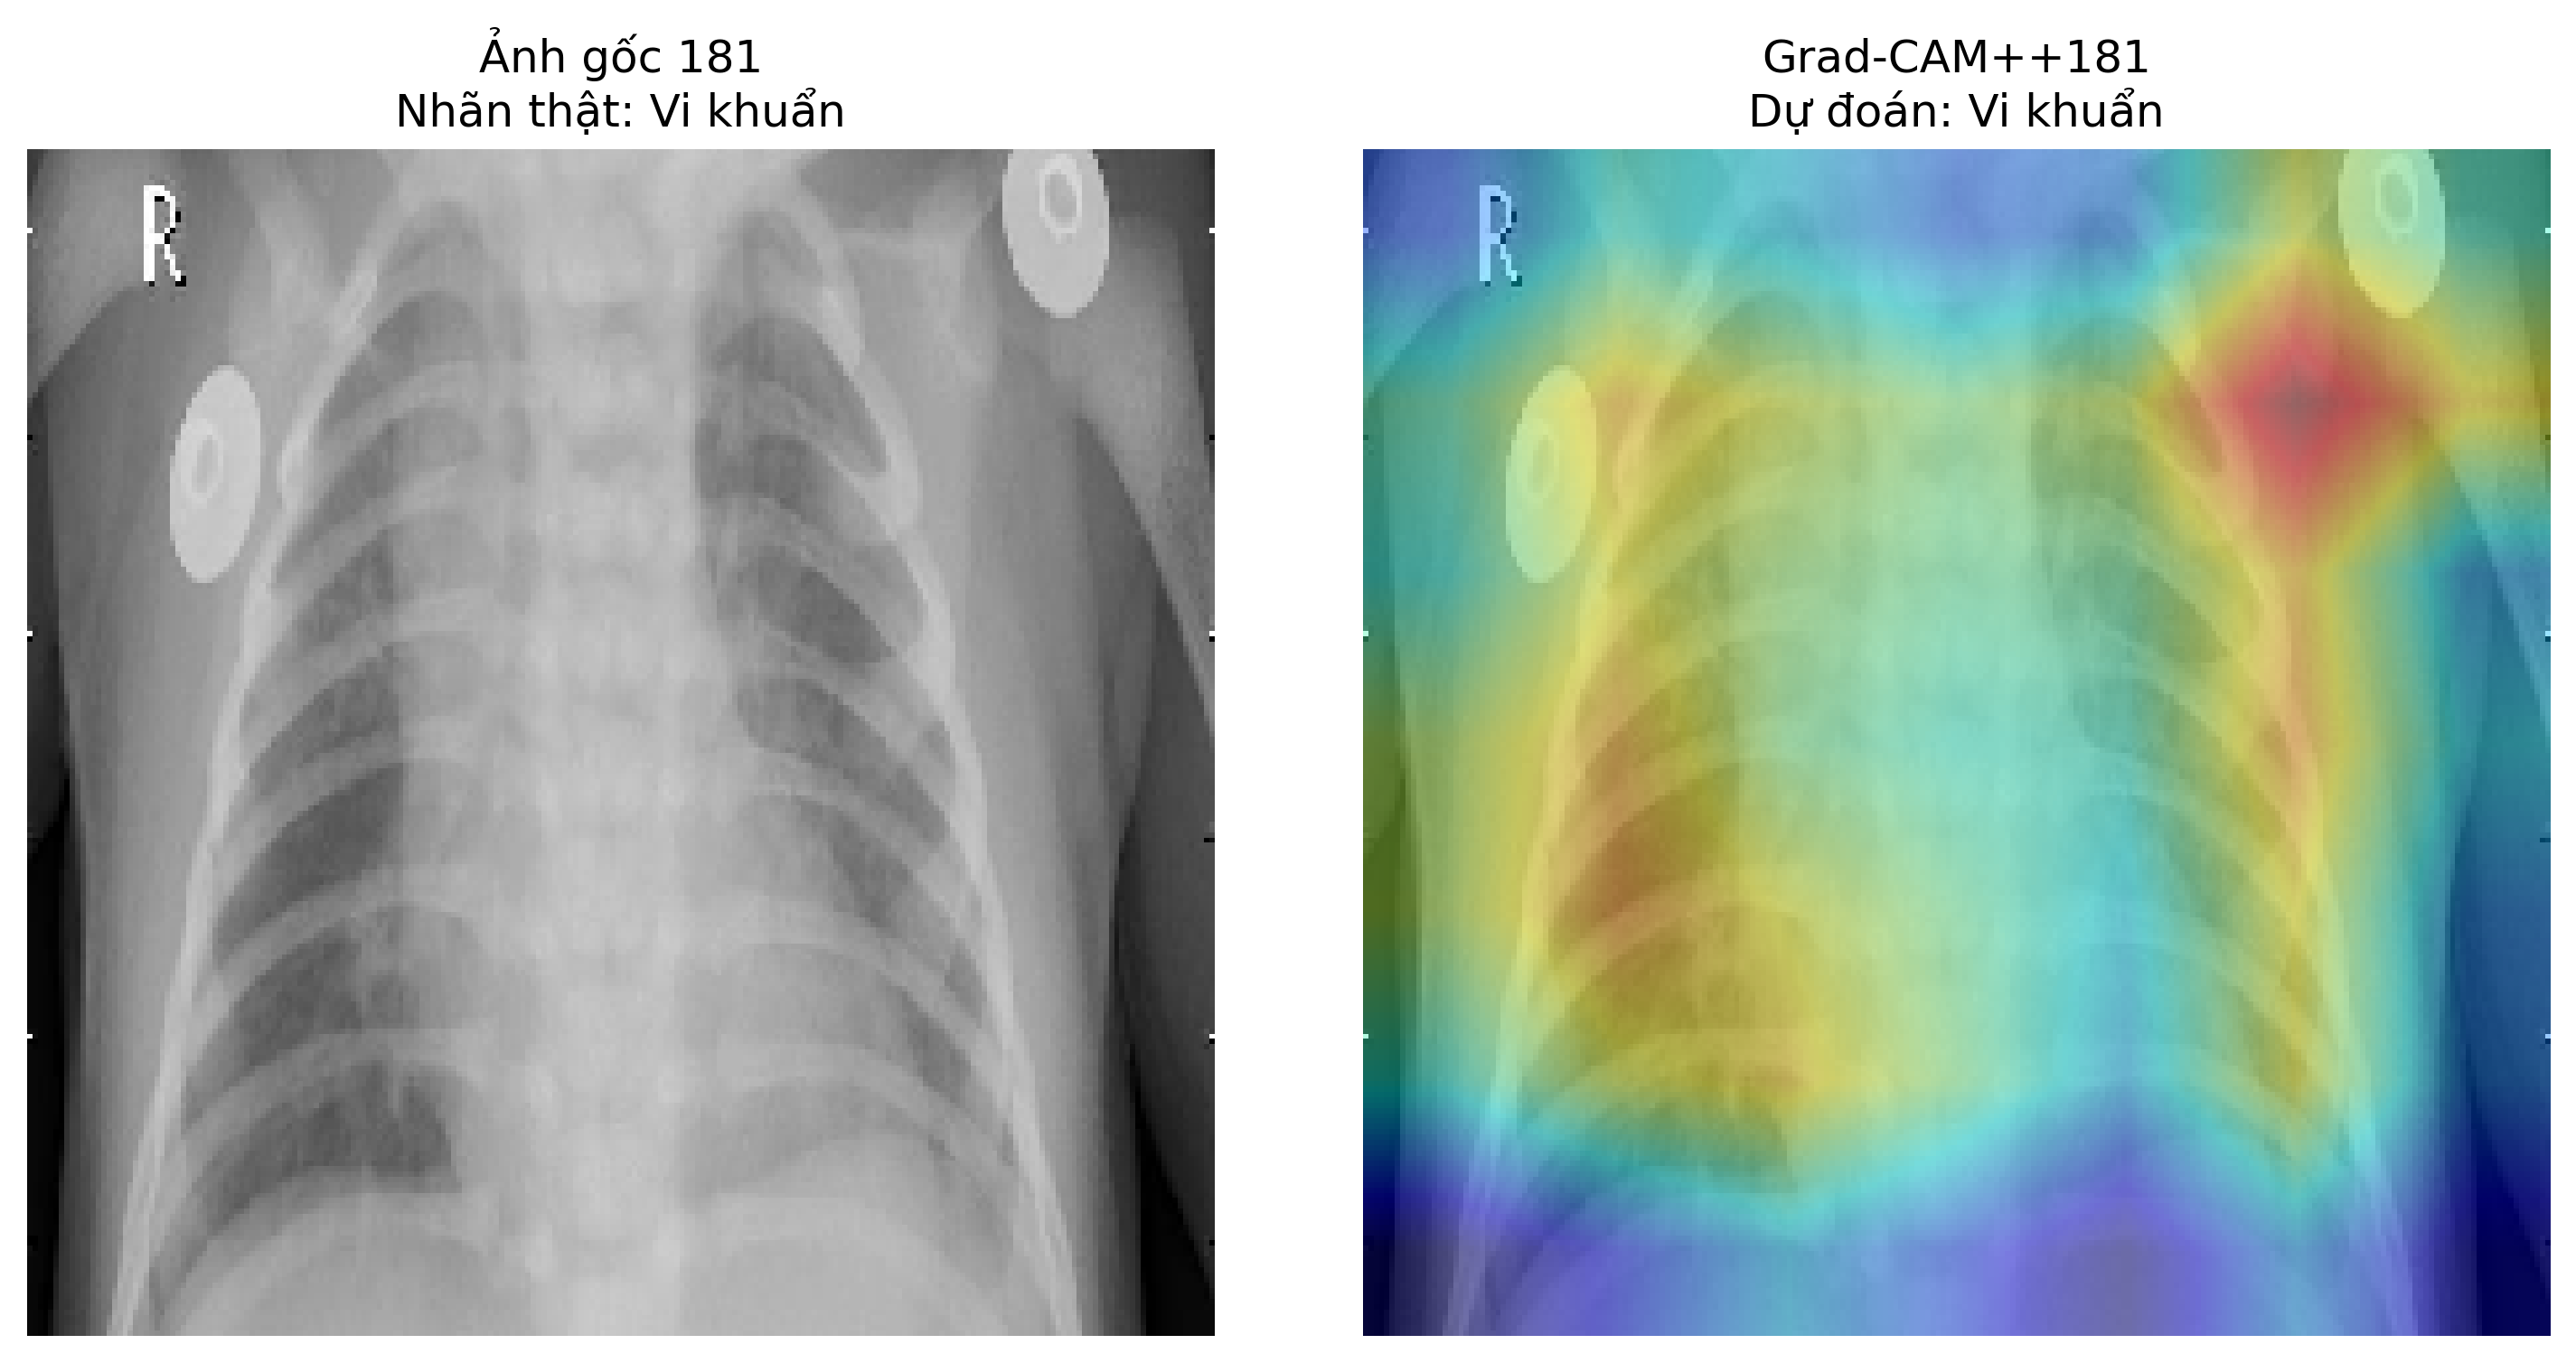 Ảnh gốc 181
Nhãn thật: Vi khuẩn
Grad-CAM++181
Dự đoán: Vi khuẩn
R
R